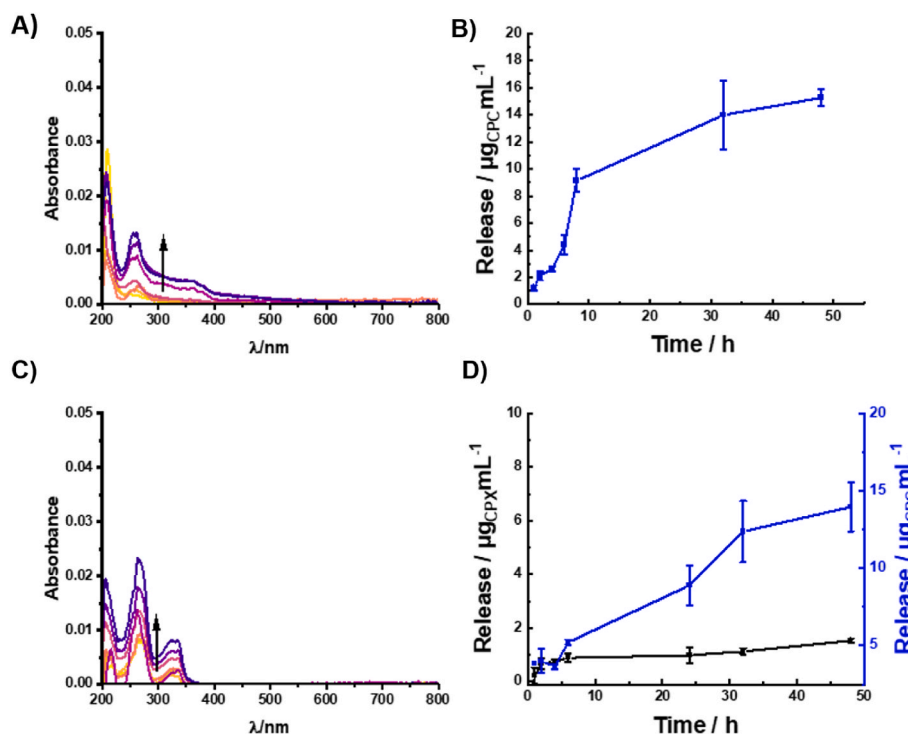 A)
0.05
0.04
0.03
0.02
0.01
0.00
Absorbance
200 300 400 500 600 700 800
λ/nm
B)
20
18
16
14
12
10
8
6
4
2
0
Release / µgCPCmL-1
0 10 20 30 40 50
Time / h
C)
0.05
0.04
0.03
0.02
0.01
0.00
Absorbance
200 300 400 500 600 700 800
λ/nm
D)
10
8
6
4
2
0
Release / µgCPXmL-1
20
15
10
5
Release / µgCPCmL-1
0 10 20 30 40 50
Time / h